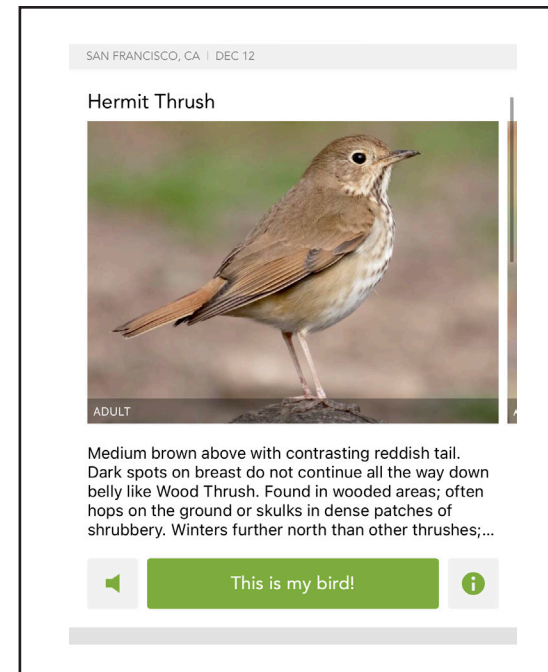 SAN FRANCISCO, CA | DEC 12
Hermit Thrush
ADULT
Medium brown above with contrasting reddish tail.
Dark spots on breast do not continue all the way down
belly like Wood Thrush. Found in wooded areas; often
hops on the ground or skulks in dense patches of
shrubbery. Winters further north than other thrushes;...
This is my bird!